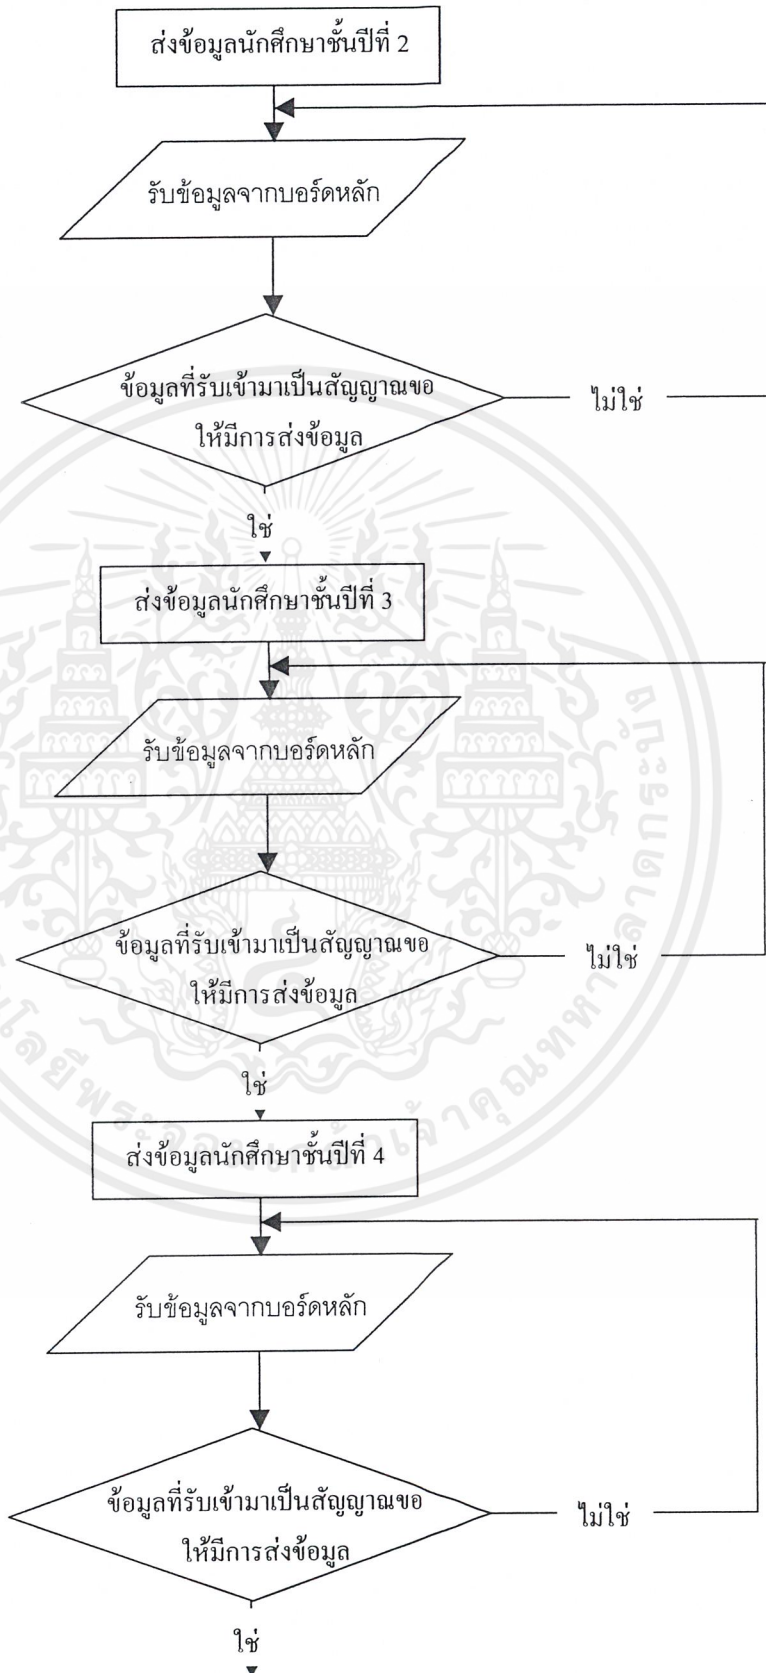 ส่งข้อมูลนักศึกษาชั้นปีที่ 2
รับข้อมูลจากบอร์ดหลัก
ข้อมูลที่รับเข้ามาเป็นสัญญาณขอ
ให้มีการส่งข้อมูล
ไม่ใช่
ใช่
ส่งข้อมูลนักศึกษาชั้นปีที่ 3
รับข้อมูลจากบอร์ดหลัก
ข้อมูลที่รับเข้ามาเป็นสัญญาณขอ
ให้มีการส่งข้อมูล
ไม่ใช่
ใช่
ส่งข้อมูลนักศึกษาชั้นปีที่ 4
รับข้อมูลจากบอร์ดหลัก
ข้อมูลที่รับเข้ามาเป็นสัญญาณขอ
ให้มีการส่งข้อมูล
ไม่ใช่
ใช่